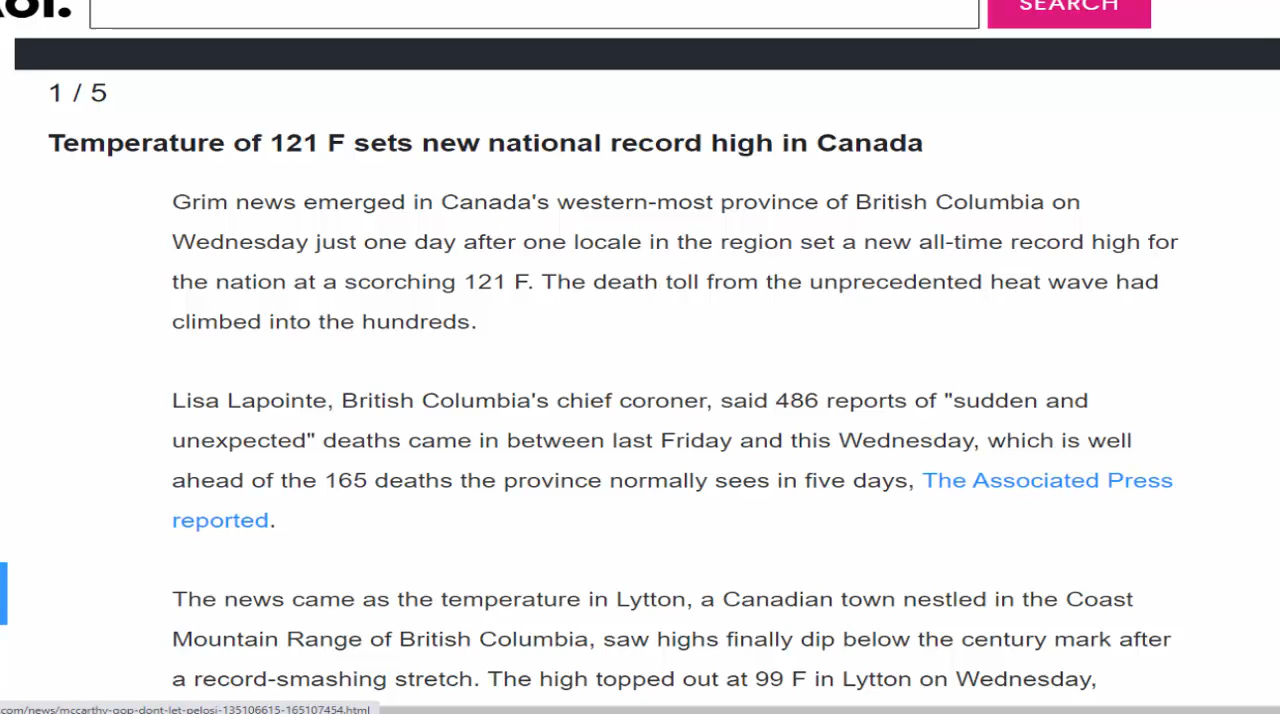 Aol.
SEARCH
1 / 5
Temperature of 121 F sets new national record high in Canada
Grim news emerged in Canada's western-most province of British Columbia on
Wednesday just one day after one locale in the region set a new all-time record high for
the nation at a scorching 121 F. The death toll from the unprecedented heat wave had
climbed into the hundreds.
Lisa Lapointe, British Columbia's chief coroner, said 486 reports of "sudden and
unexpected" deaths came in between last Friday and this Wednesday, which is well
ahead of the 165 deaths the province normally sees in five days, The Associated Press
reported.
The news came as the temperature in Lytton, a Canadian town nestled in the Coast
Mountain Range of British Columbia, saw highs finally dip below the century mark after
a record-smashing stretch. The high topped out at 99 F in Lytton on Wednesday,
.com/news/mccarthy-gop-dont-let-pelosi-135106615-165107454.html